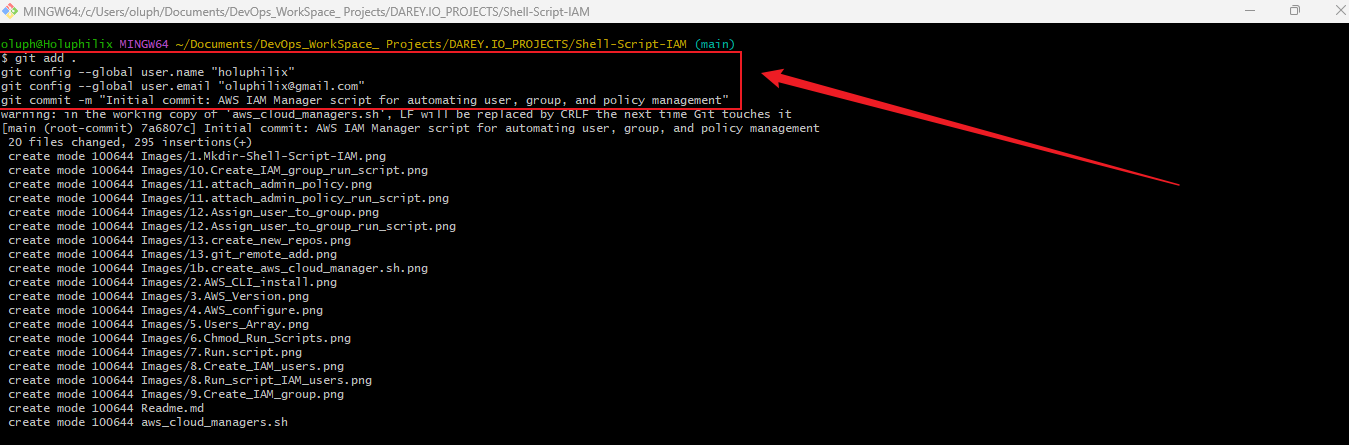 MINGW64:/c/Users/oluph/Documents/DevOps_WorkSpace_ Projects/DAREY.IO_PROJECTS/Shell-Script-IAM
oluph@Holuphilix MINGW64 ~/Documents/DevOps_WorkSpace_ Projects/DAREY.IO_PROJECTS/Shell-Script-IAM (main)
$ git add .
git config --global user.name "holuphilix"
git config --global user.email "oluphilix@gmail.com"
git commit -m "Initial commit: AWS IAM Manager script for automating user, group, and policy management"
warning: in the working copy of 'aws_cloud_managers.sh', LF will be replaced by CRLF the next time Git touches it
[main (root-commit) 7a6807c] Initial commit: AWS IAM Manager script for automating user, group, and policy management
 20 files changed, 295 insertions(+)
 create mode 100644 Images/1.Mkdir-Shell-Script-IAM.png
 create mode 100644 Images/10.Create_IAM_group_run_script.png
 create mode 100644 Images/11.attach_admin_policy.png
 create mode 100644 Images/11.attach_admin_policy_run_script.png
 create mode 100644 Images/12.Assign_user_to_group.png
 create mode 100644 Images/12.Assign_user_to_group_run_script.png
 create mode 100644 Images/13.create_new_repos.png
 create mode 100644 Images/13.git_remote_add.png
 create mode 100644 Images/1b.create_aws_cloud_manager.sh.png
 create mode 100644 Images/2.AWS_CLI_install.png
 create mode 100644 Images/3.AWS_Version.png
 create mode 100644 Images/4.AWS_configure.png
 create mode 100644 Images/5.Users_Array.png
 create mode 100644 Images/6.Chmod_Run_Scripts.png
 create mode 100644 Images/7.Run.script.png
 create mode 100644 Images/8.Create_IAM_users.png
 create mode 100644 Images/8.Run_script_IAM_users.png
 create mode 100644 Images/9.Create_IAM_group.png
 create mode 100644 Readme.md
 create mode 100644 aws_cloud_managers.sh